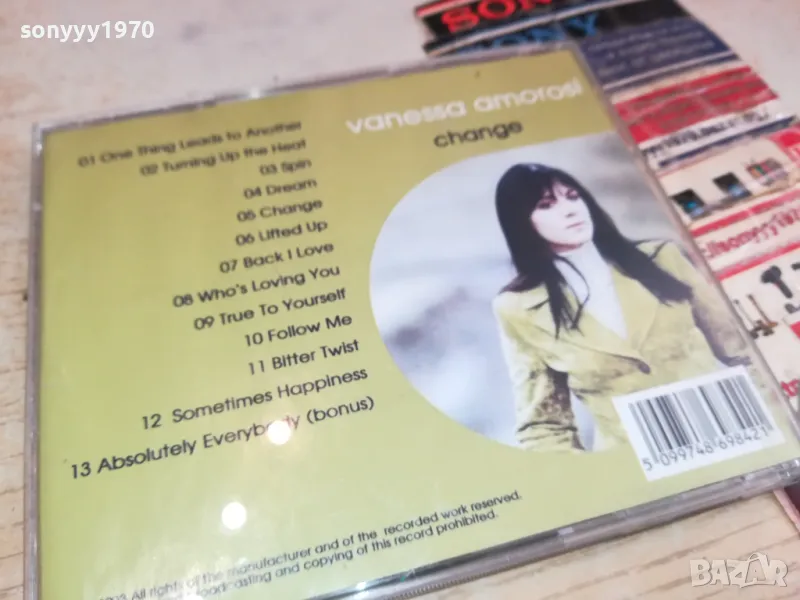 sonyyy1970
SONY
SONY
vanessa amorosi
change
01 One Thing Leads to Another
02 Turning Up the Heat
03 Spin
04 Dream
05 Change
06 Lifted Up
07 Back I Love
08 Who's Loving You
09 True To Yourself
10 Follow Me
11 Bitter Twist
12 Sometimes Happiness
13 Absolutely Everybody (bonus)
5 099748 698421
All rights of the manufacturer and of the recorded work reserved.
and copying of this record prohibited.
BAZAR